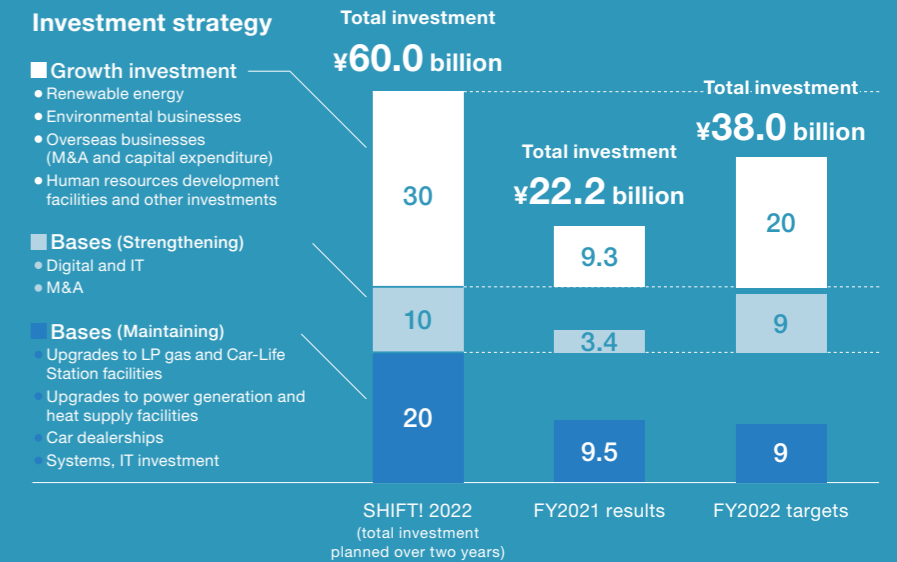 Investment strategy
Growth investment
● Renewable energy
● Environmental businesses
● Overseas businesses
(M&A and capital expenditure)
● Human resources development
facilities and other investments
Bases (Strengthening)
● Digital and IT
● M&A
Bases (Maintaining)
● Upgrades to LP gas and Car-Life
Station facilities
● Upgrades to power generation and
heat supply facilities
● Car dealerships
● Systems, IT investment
Total investment
¥60.0 billion
30
10
20
SHIFT! 2022
(total investment
planned over two years)
Total investment
¥22.2 billion
9.3
3.4
9.5
FY2021 results
Total investment
¥38.0 billion
20
9
9
FY2022 targets